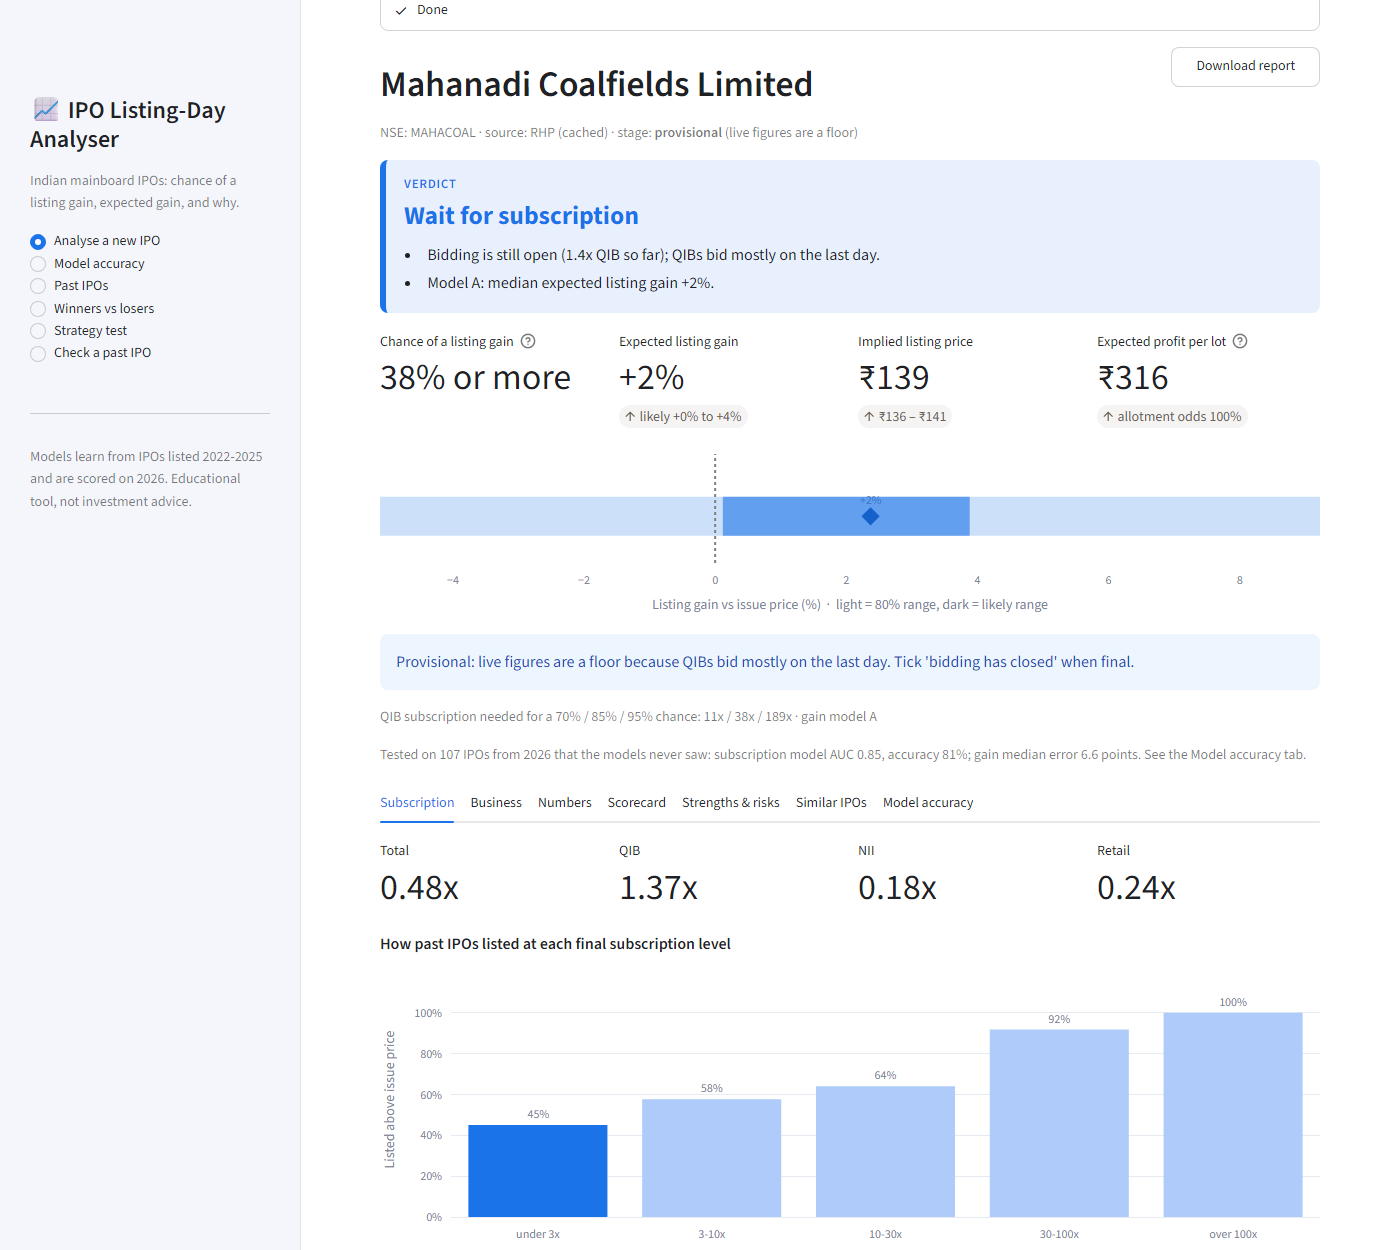 📈 IPO Listing-Day
Analyser
Indian mainboard IPOs: chance of a
listing gain, expected gain, and why.
Analyse a new IPO
Model accuracy
Past IPOs
Winners vs losers
Strategy test
Check a past IPO
Models learn from IPOs listed 2022-2025
and are scored on 2026. Educational
tool, not investment advice.
✓ Done
Mahanadi Coalfields Limited
Download report
NSE: MAHACOAL · source: RHP (cached) · stage: provisional (live figures are a floor)
VERDICT
Wait for subscription
• Bidding is still open (1.4x QIB so far); QIBs bid mostly on the last day.
• Model A: median expected listing gain +2%.
Chance of a listing gain
38% or more
Expected listing gain
+2%
↑ likely +0% to +4%
Implied listing price
₹139
↑ ₹136 – ₹141
Expected profit per lot
₹316
↑ allotment odds 100%
+2%
−4 −2 0 2 4 6 8
Listing gain vs issue price (%) · light = 80% range, dark = likely range
Provisional: live figures are a floor because QIBs bid mostly on the last day. Tick 'bidding has closed' when final.
QIB subscription needed for a 70% / 85% / 95% chance: 11x / 38x / 189x · gain model A
Tested on 107 IPOs from 2026 that the models never saw: subscription model AUC 0.85, accuracy 81%; gain median error 6.6 points. See the Model accuracy tab.
Subscription Business Numbers Scorecard Strengths & risks Similar IPOs Model accuracy
Total QIB NII Retail
0.48x 1.37x 0.18x 0.24x
How past IPOs listed at each final subscription level
Listed above issue price
100%
80%
60%
40%
20%
0%
45% 58% 64% 92% 100%
under 3x 3-10x 10-30x 30-100x over 100x